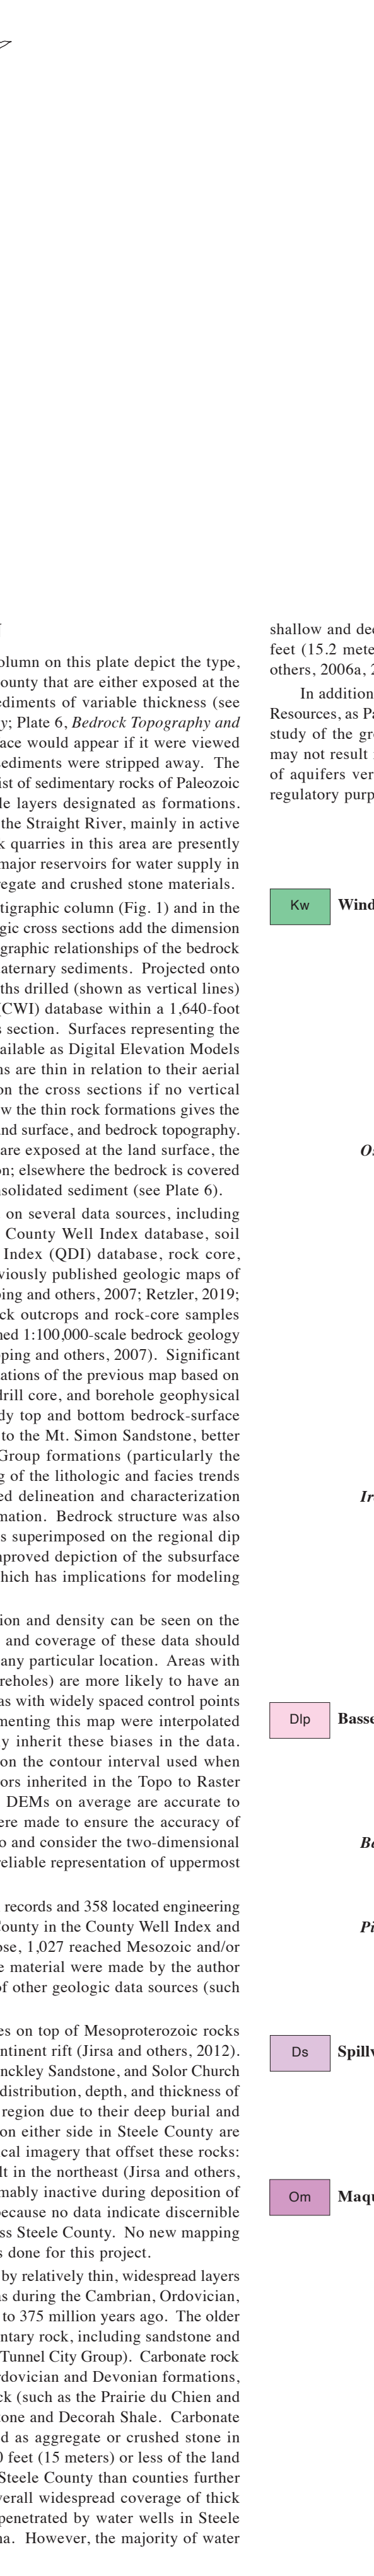 olumn on this plate depict the type,
ounty that are either exposed at the
ediments of variable thickness (see
y; Plate 6, Bedrock Topography and
ace would appear if it were viewed
sediments were stripped away. The
ist of sedimentary rocks of Paleozoic
le layers designated as formations.
the Straight River, mainly in active
k quarries in this area are presently
major reservoirs for water supply in
regate and crushed stone materials.
tigraphic column (Fig. 1) and in the
gic cross sections add the dimension
graphic relationships of the bedrock
aternary sediments. Projected onto
ths drilled (shown as vertical lines)
(CWI) database within a 1,640-foot
s section. Surfaces representing the
ailable as Digital Elevation Models
ns are thin in relation to their aerial
on the cross sections if no vertical
w the thin rock formations gives the
nd surface, and bedrock topography.
are exposed at the land surface, the
on; elsewhere the bedrock is covered
nsolidated sediment (see Plate 6).
on several data sources, including
County Well Index database, soil
Index (QDI) database, rock core,
viously published geologic maps of
ping and others, 2007; Retzler, 2019;
ck outcrops and rock-core samples
hed 1:100,000-scale bedrock geology
ping and others, 2007). Significant
ations of the previous map based on
drill core, and borehole geophysical
dy top and bottom bedrock-surface
to the Mt. Simon Sandstone, better
Group formations (particularly the
g of the lithologic and facies trends
ed delineation and characterization
mation. Bedrock structure was also
s superimposed on the regional dip
mproved depiction of the subsurface
hich has implications for modeling
ion and density can be seen on the
and coverage of these data should
any particular location. Areas with
reholes) are more likely to have an
as with widely spaced control points
menting this map were interpolated
y inherit these biases in the data.
on the contour interval used when
ors inherited in the Topo to Raster
DEMs on average are accurate to
ere made to ensure the accuracy of
o and consider the two-dimensional
reliable representation of uppermost
records and 358 located engineering
County in the County Well Index and
ose, 1,027 reached Mesozoic and/or
e material were made by the author
of other geologic data sources (such
es on top of Mesoproterozoic rocks
ontinent rift (Jirsa and others, 2012).
nckley Sandstone, and Solor Church
distribution, depth, and thickness of
region due to their deep burial and
on either side in Steele County are
cal imagery that offset these rocks:
lt in the northeast (Jirsa and others,
mably inactive during deposition of
because no data indicate discernible
ss Steele County. No new mapping
s done for this project.
by relatively thin, widespread layers
as during the Cambrian, Ordovician,
to 375 million years ago. The older
ntary rock, including sandstone and
Tunnel City Group). Carbonate rock
rdovician and Devonian formations,
ck (such as the Prairie du Chien and
tone and Decorah Shale. Carbonate
d as aggregate or crushed stone in
0 feet (15 meters) or less of the land
Steele County than counties further
verall widespread coverage of thick
penetrated by water wells in Steele
na. However, the majority of water
shallow and dee
feet (15.2 mete
others, 2006a, 2
In addition
Resources, as Pa
study of the gr
may not result
of aquifers ver
regulatory purp
Kw Wind
Os
Ir
Dlp Basse
Ba
Pi
Ds Spillv
Om Maqu